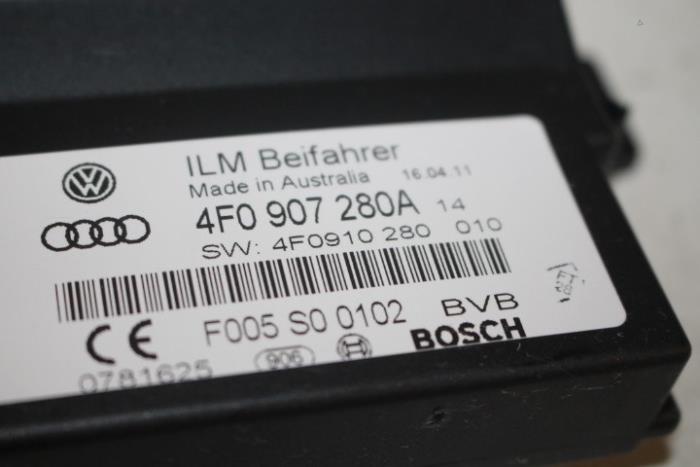 ILM Beifahrer
Made in Australia 16.04.11
4F0 907 280A 14
SW: 4F0910 280 010
F005 S0 0102 BVB
CE
BOSCH
0781625 906